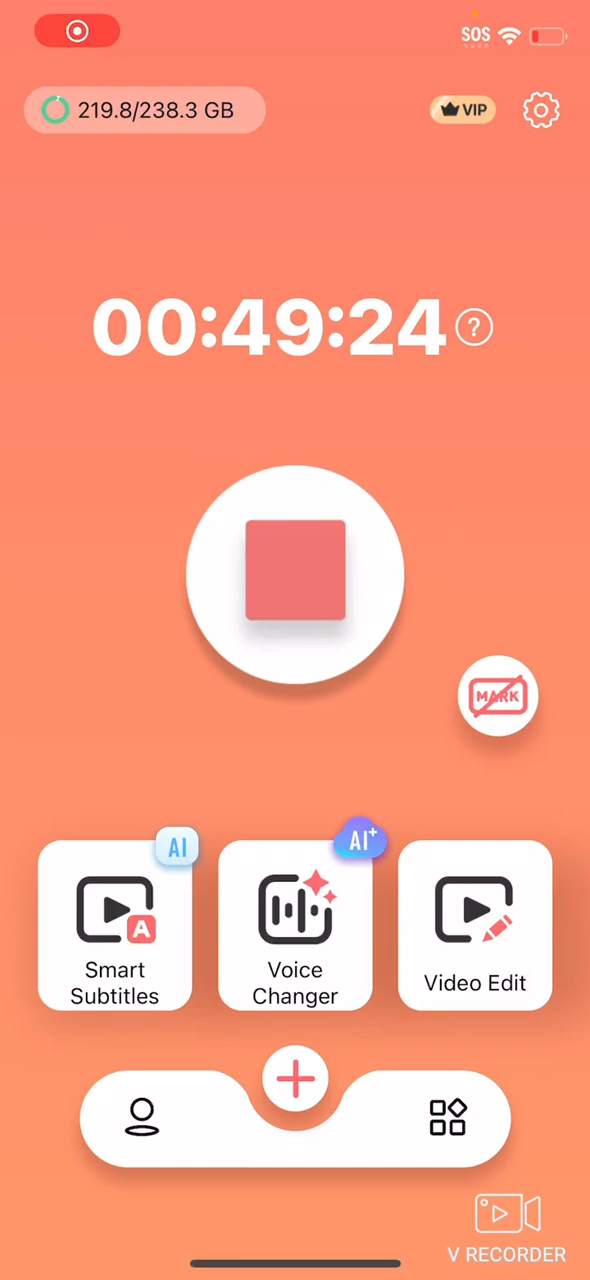 SOS
219.8/238.3 GB
VIP
00:49:24
?
MARK
AI
AI+
A
Smart
Subtitles
Voice
Changer
Video Edit
V RECORDER